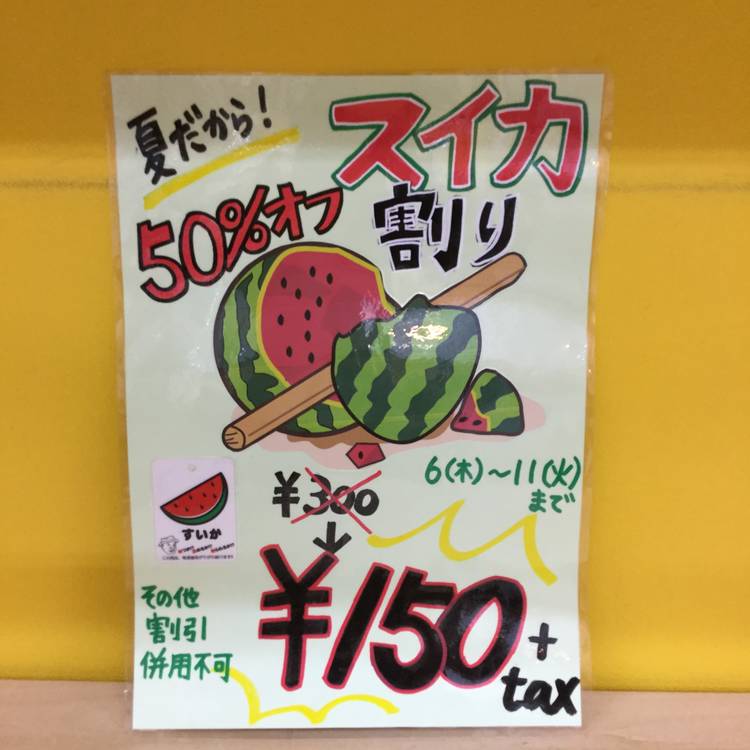 夏だから!
スイカ
割り
50%オフ
6(木)~11(火)
まで
¥300
↓
¥150
+
tax
すいか
その他
割引
併用不可